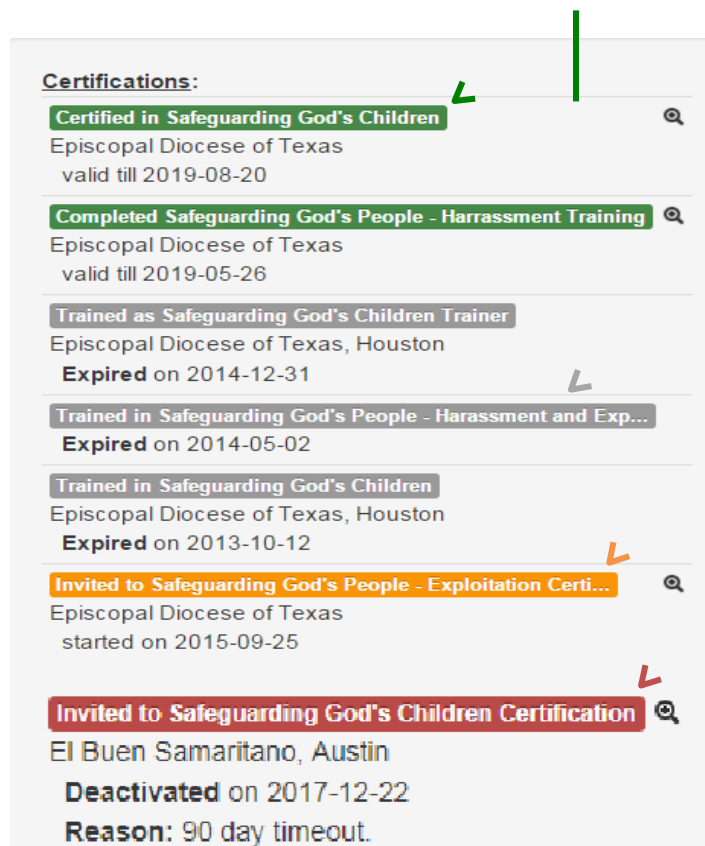 Certifications:
Certified in Safeguarding God's Children
Episcopal Diocese of Texas
valid till 2019-08-20
Completed Safeguarding God's People - Harrassment Training
Episcopal Diocese of Texas
valid till 2019-05-26
Trained as Safeguarding God's Children Trainer
Episcopal Diocese of Texas, Houston
Expired on 2014-12-31
Trained in Safeguarding God's People - Harassment and Exp...
Expired on 2014-05-02
Trained in Safeguarding God's Children
Episcopal Diocese of Texas, Houston
Expired on 2013-10-12
Invited to Safeguarding God's People - Exploitation Certi...
Episcopal Diocese of Texas
started on 2015-09-25
Invited to Safeguarding God's Children Certification
El Buen Samaritano, Austin
Deactivated on 2017-12-22
Reason: 90 day timeout.